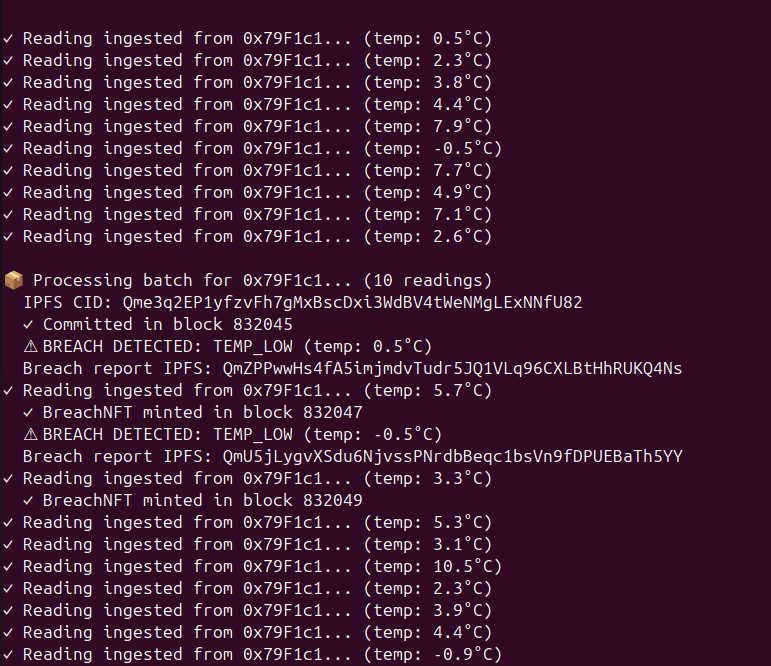 ✓ Reading ingested from 0x79F1c1... (temp: 0.5°C)
✓ Reading ingested from 0x79F1c1... (temp: 2.3°C)
✓ Reading ingested from 0x79F1c1... (temp: 3.8°C)
✓ Reading ingested from 0x79F1c1... (temp: 4.4°C)
✓ Reading ingested from 0x79F1c1... (temp: 7.9°C)
✓ Reading ingested from 0x79F1c1... (temp: -0.5°C)
✓ Reading ingested from 0x79F1c1... (temp: 7.7°C)
✓ Reading ingested from 0x79F1c1... (temp: 4.9°C)
✓ Reading ingested from 0x79F1c1... (temp: 7.1°C)
✓ Reading ingested from 0x79F1c1... (temp: 2.6°C)
📦 Processing batch for 0x79F1c1... (10 readings)
IPFS CID: Qme3q2EP1yfzvFh7gMxBscDxi3WdBV4tWeNMgLExNNfU82
✓ Committed in block 832045
⚠ BREACH DETECTED: TEMP_LOW (temp: 0.5°C)
Breach report IPFS: QmZPPwwHs4fA5imjmdvTudr5JQ1VLq96CXLBtHhRUKQ4Ns
✓ Reading ingested from 0x79F1c1... (temp: 5.7°C)
✓ BreachNFT minted in block 832047
⚠ BREACH DETECTED: TEMP_LOW (temp: -0.5°C)
Breach report IPFS: QmU5jLygvXSdu6NjvssPNrdbBeqc1bsVn9fDPUEBaTh5YY
✓ Reading ingested from 0x79F1c1... (temp: 3.3°C)
✓ BreachNFT minted in block 832049
✓ Reading ingested from 0x79F1c1... (temp: 5.3°C)
✓ Reading ingested from 0x79F1c1... (temp: 3.1°C)
✓ Reading ingested from 0x79F1c1... (temp: 10.5°C)
✓ Reading ingested from 0x79F1c1... (temp: 2.3°C)
✓ Reading ingested from 0x79F1c1... (temp: 3.9°C)
✓ Reading ingested from 0x79F1c1... (temp: 4.4°C)
✓ Reading ingested from 0x79F1c1... (temp: -0.9°C)